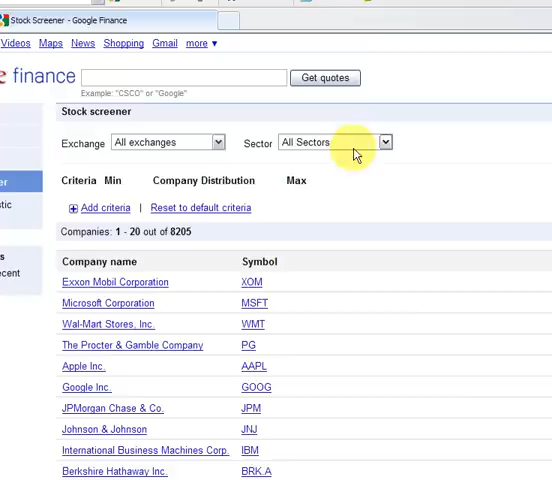 Stock Screener - Google Finance
Videos Maps News Shopping Gmail more ▼
finance Get quotes
Example: "CSCO" or "Google"
Stock screener
Exchange All exchanges Sector All Sectors
Criteria Min Company Distribution Max
Add criteria | Reset to default criteria
Companies: 1 - 20 out of 8205
Company name Symbol
Exxon Mobil Corporation XOM
Microsoft Corporation MSFT
Wal-Mart Stores, Inc. WMT
The Procter & Gamble Company PG
Apple Inc. AAPL
Google Inc. GOOG
JPMorgan Chase & Co. JPM
Johnson & Johnson JNJ
International Business Machines Corp. IBM
Berkshire Hathaway Inc. BRK.A